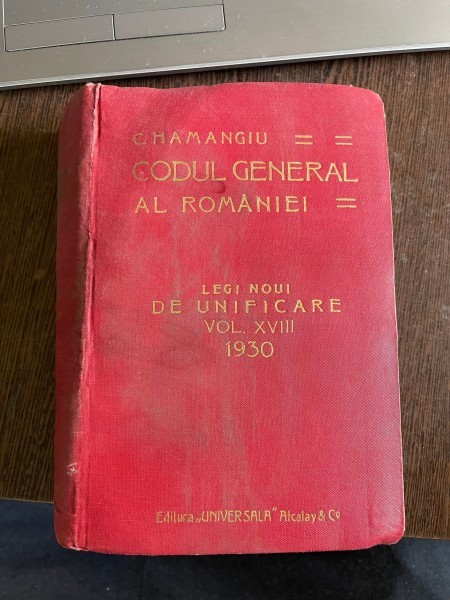 C. HAMANGIU
CODUL GENERAL
AL ROMÂNIEI
LEGI NOUI
DE UNIFICARE
VOL. XVIII
1930
Editura „UNIVERSALA" Alcalay & Co